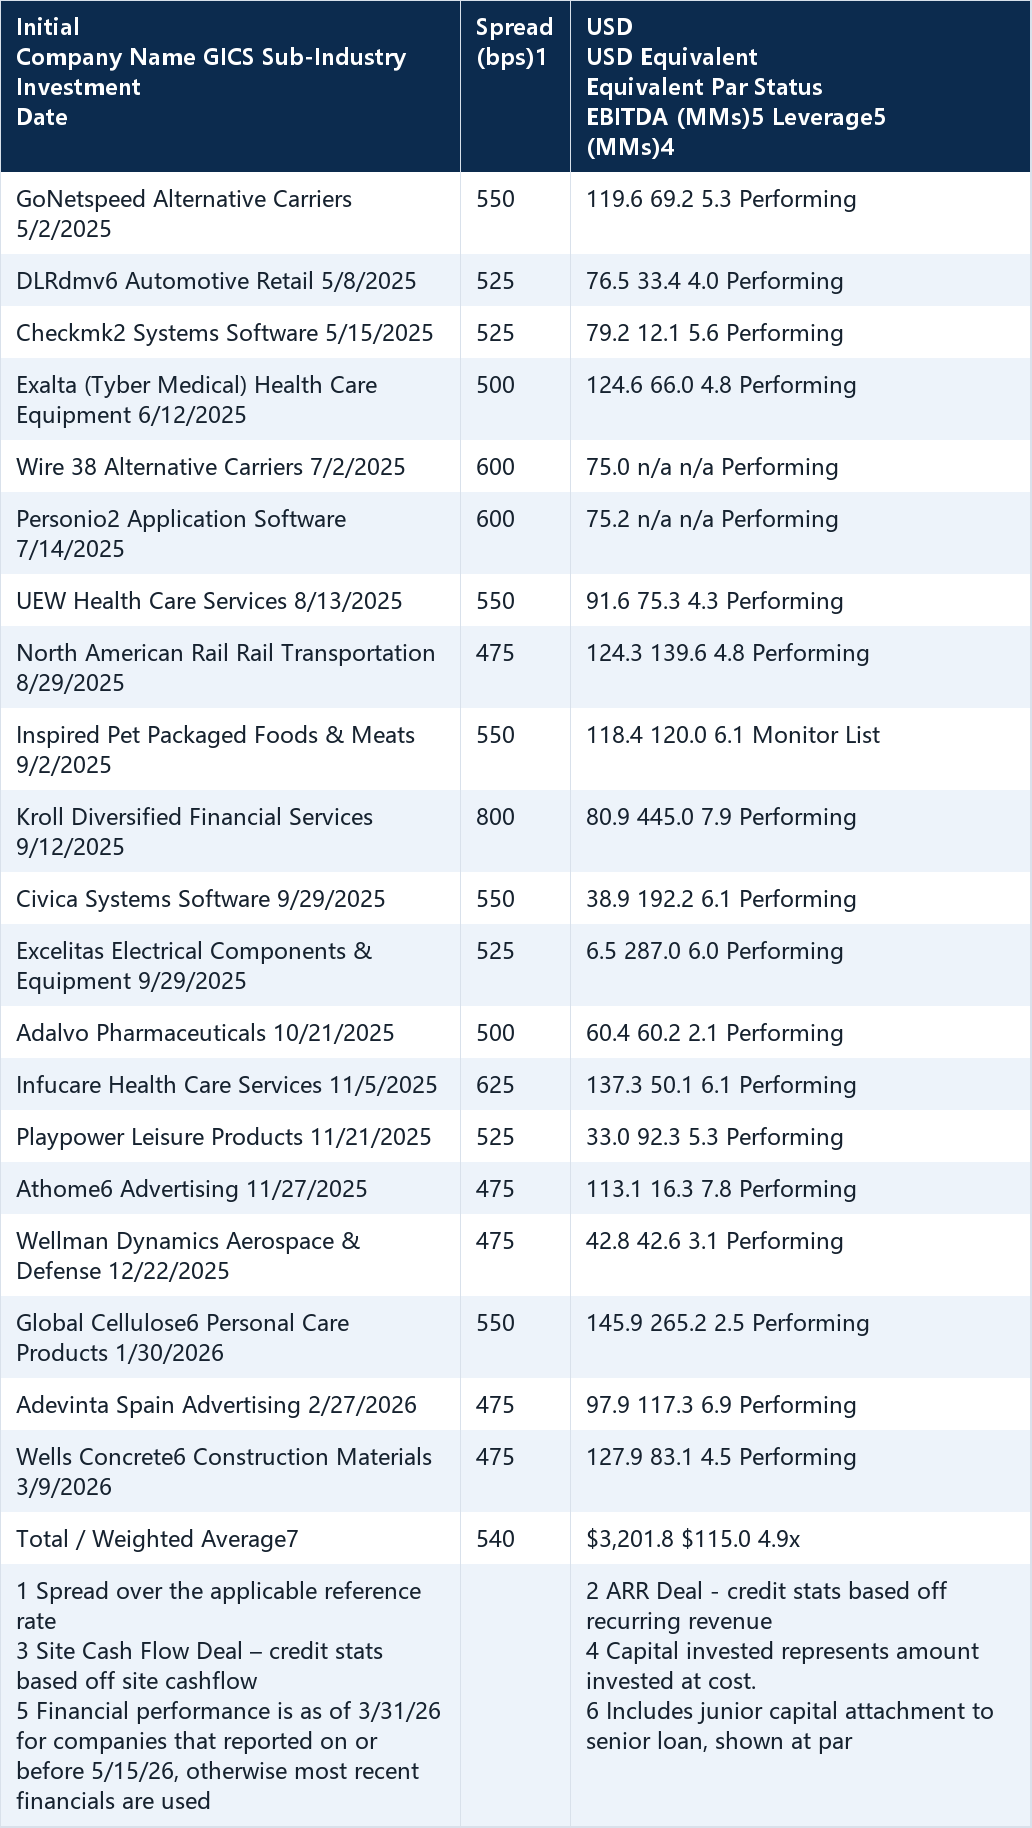 Initial
Company Name GICS Sub-Industry
Investment
Date
Spread
(bps)1
USD
USD Equivalent
Equivalent Par Status
EBITDA (MMs)5 Leverage5
(MMs)4
GoNetspeed Alternative Carriers
5/2/2025
550
119.6 69.2 5.3 Performing
DLRdmv6 Automotive Retail 5/8/2025
525
76.5 33.4 4.0 Performing
Checkmk2 Systems Software 5/15/2025
525
79.2 12.1 5.6 Performing
Exalta (Tyber Medical) Health Care
Equipment 6/12/2025
500
124.6 66.0 4.8 Performing
Wire 38 Alternative Carriers 7/2/2025
600
75.0 n/a n/a Performing
Personio2 Application Software
7/14/2025
600
75.2 n/a n/a Performing
UEW Health Care Services 8/13/2025
550
91.6 75.3 4.3 Performing
North American Rail Rail Transportation
8/29/2025
475
124.3 139.6 4.8 Performing
Inspired Pet Packaged Foods & Meats
9/2/2025
550
118.4 120.0 6.1 Monitor List
Kroll Diversified Financial Services
9/12/2025
800
80.9 445.0 7.9 Performing
Civica Systems Software 9/29/2025
550
38.9 192.2 6.1 Performing
Excelitas Electrical Components &
Equipment 9/29/2025
525
6.5 287.0 6.0 Performing
Adalvo Pharmaceuticals 10/21/2025
500
60.4 60.2 2.1 Performing
Infucare Health Care Services 11/5/2025
625
137.3 50.1 6.1 Performing
Playpower Leisure Products 11/21/2025
525
33.0 92.3 5.3 Performing
Athome6 Advertising 11/27/2025
475
113.1 16.3 7.8 Performing
Wellman Dynamics Aerospace &
Defense 12/22/2025
475
42.8 42.6 3.1 Performing
Global Cellulose6 Personal Care
Products 1/30/2026
550
145.9 265.2 2.5 Performing
Adevinta Spain Advertising 2/27/2026
475
97.9 117.3 6.9 Performing
Wells Concrete6 Construction Materials
3/9/2026
475
127.9 83.1 4.5 Performing
Total / Weighted Average7
540
$3,201.8 $115.0 4.9x
1 Spread over the applicable reference
rate
3 Site Cash Flow Deal – credit stats
based off site cashflow
5 Financial performance is as of 3/31/26
for companies that reported on or
before 5/15/26, otherwise most recent
financials are used
2 ARR Deal - credit stats based off
recurring revenue
4 Capital invested represents amount
invested at cost.
6 Includes junior capital attachment to
senior loan, shown at par